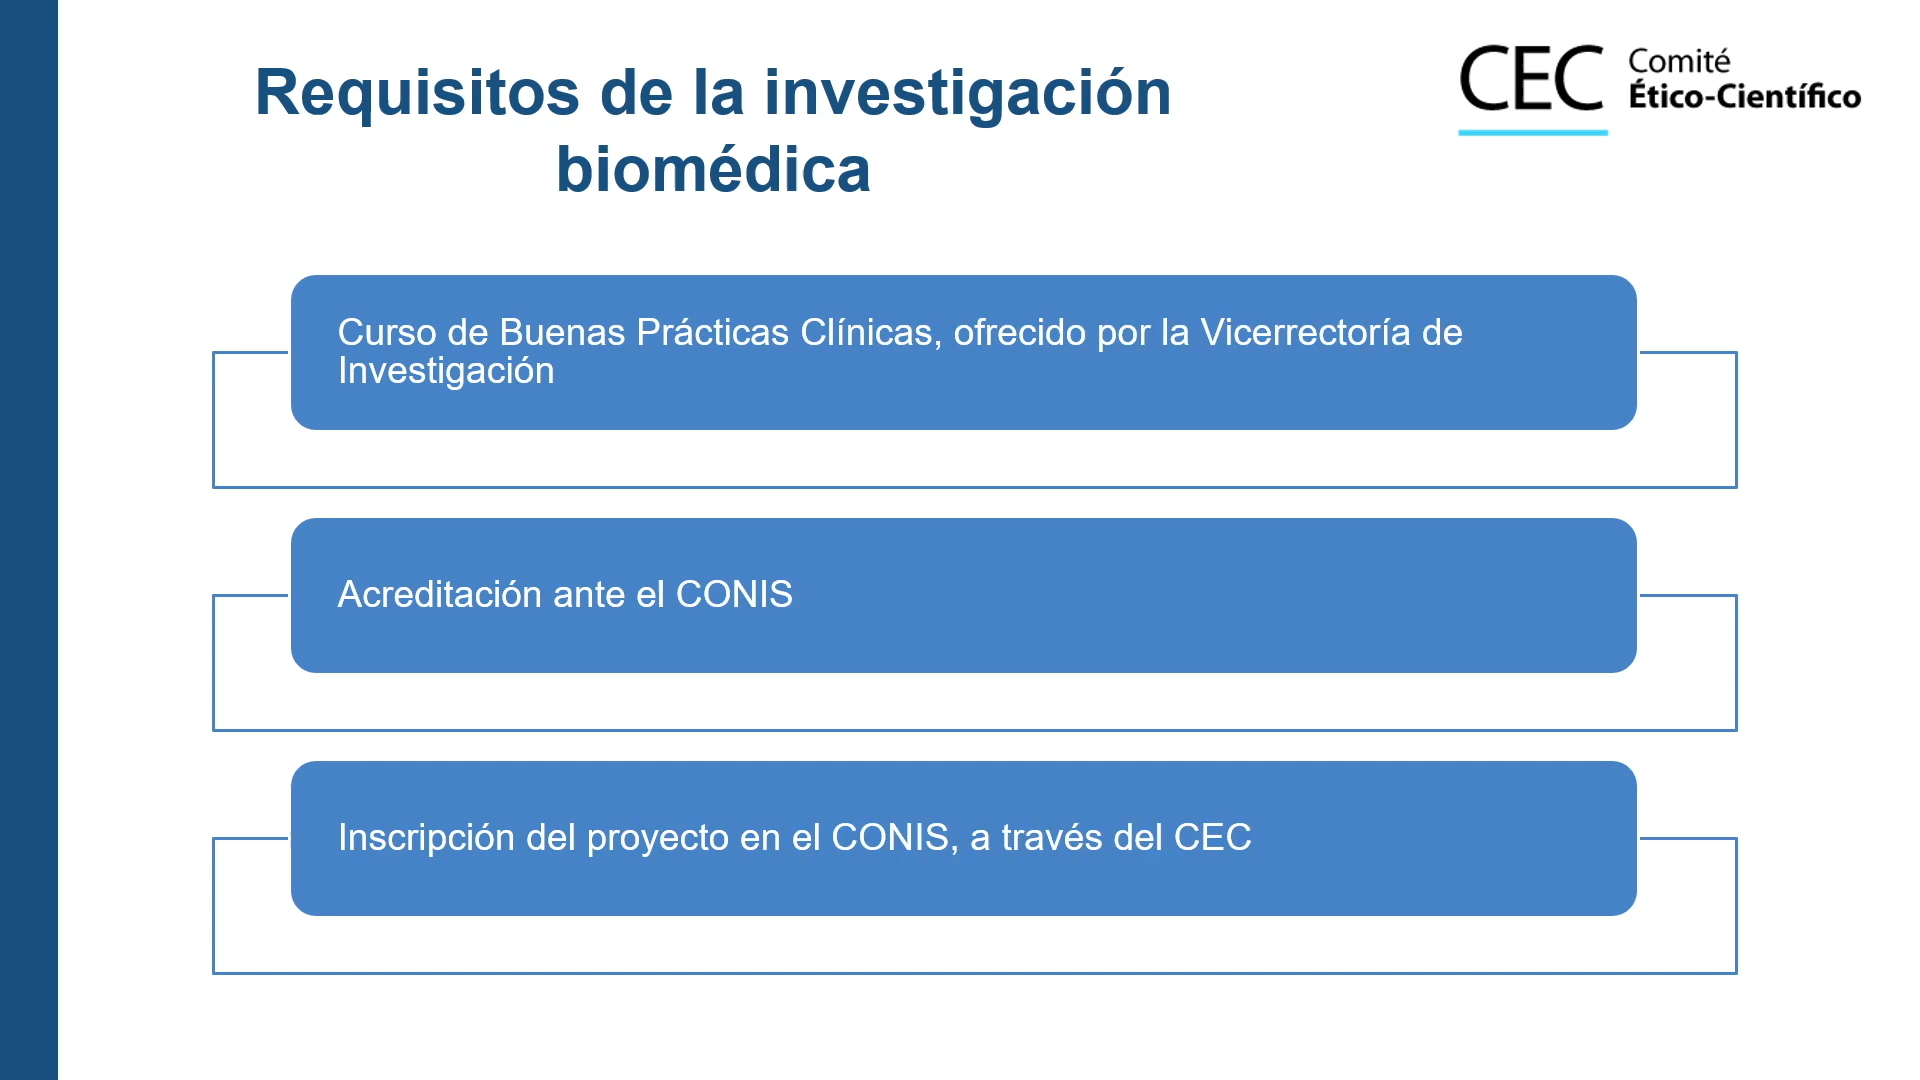 Requisitos de la investigación
biomédica
CEC
Comité
Ético-Científico
Curso de Buenas Prácticas Clínicas, ofrecido por la Vicerrectoría de
Investigación
Acreditación ante el CONIS
Inscripción del proyecto en el CONIS, a través del CEC